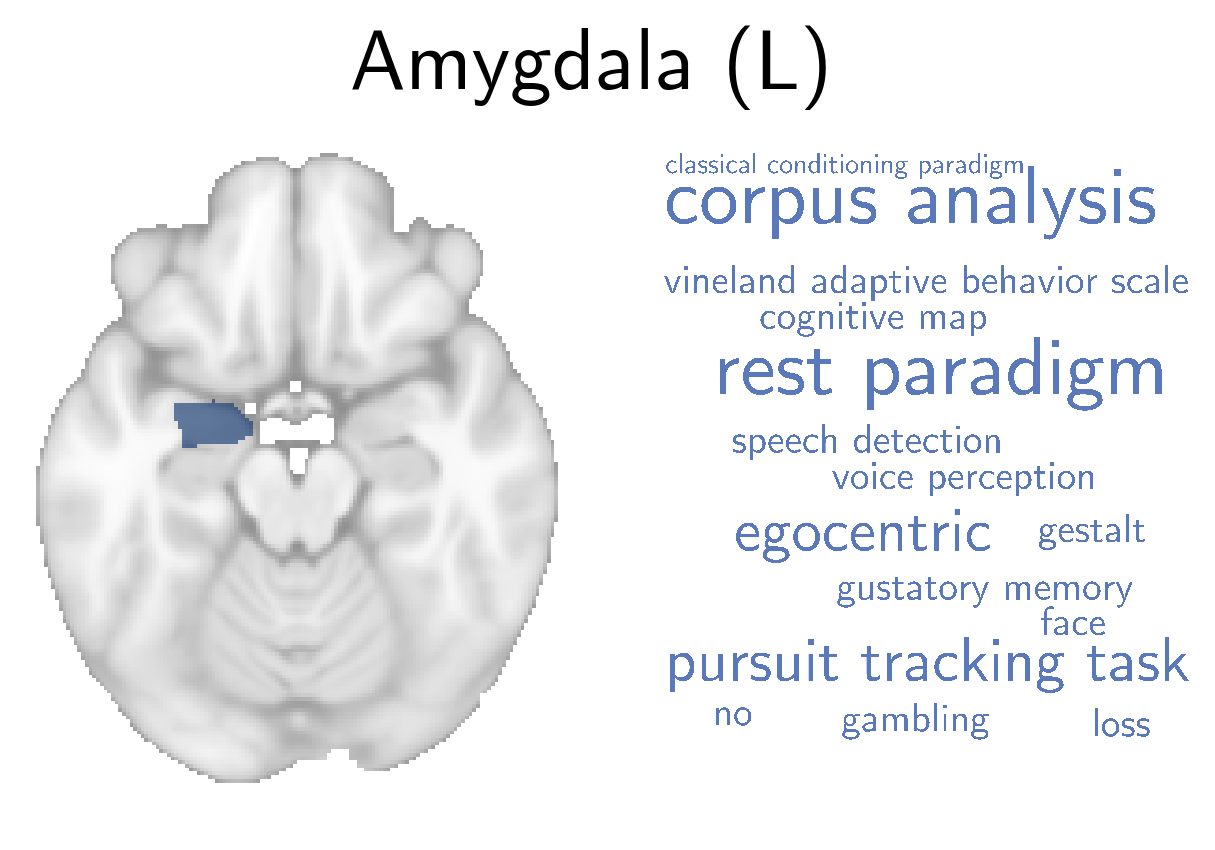 Amygdala (L)
classical conditioning paradigm
corpus analysis
vineland adaptive behavior scale
cognitive map
rest paradigm
speech detection
voice perception
egocentric gestalt
gustatory memory
face
pursuit tracking task
no gambling loss